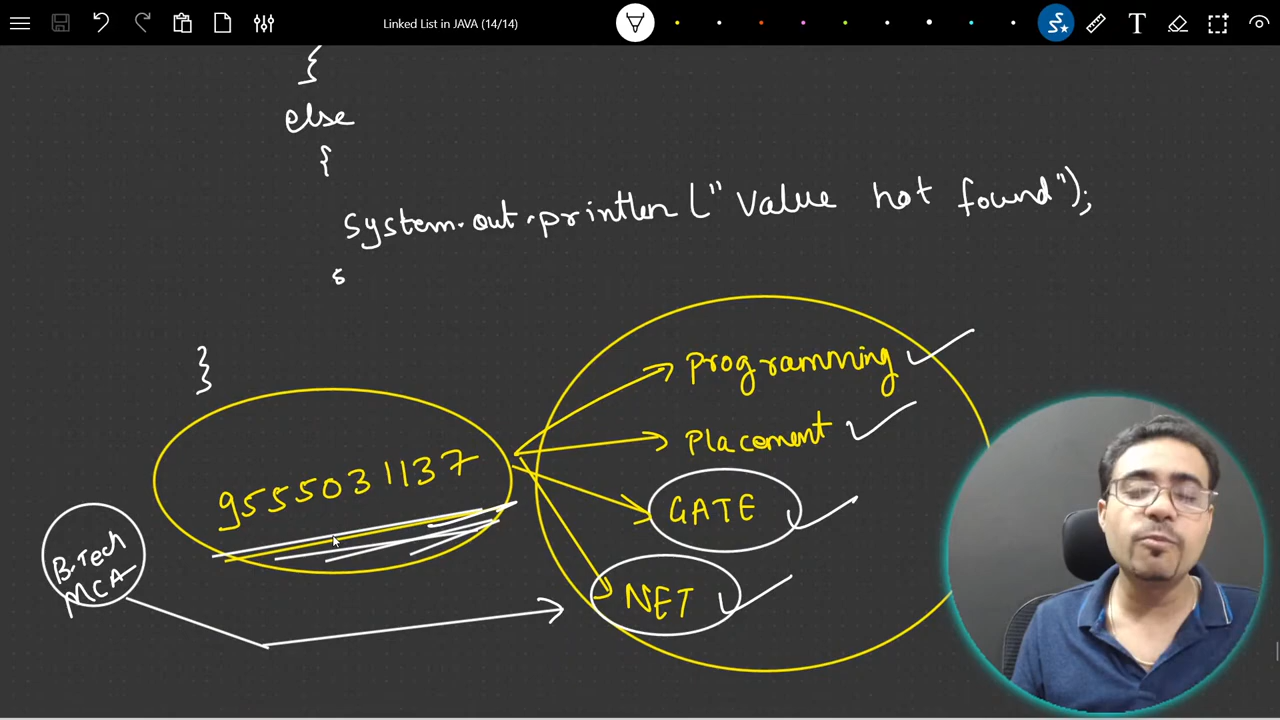 Linked List in JAVA (14/14)
}
else
{
system.out.println("Value not found");
}
Programming
Placement
9555031137
GATE
B.Tech
MCA
NET